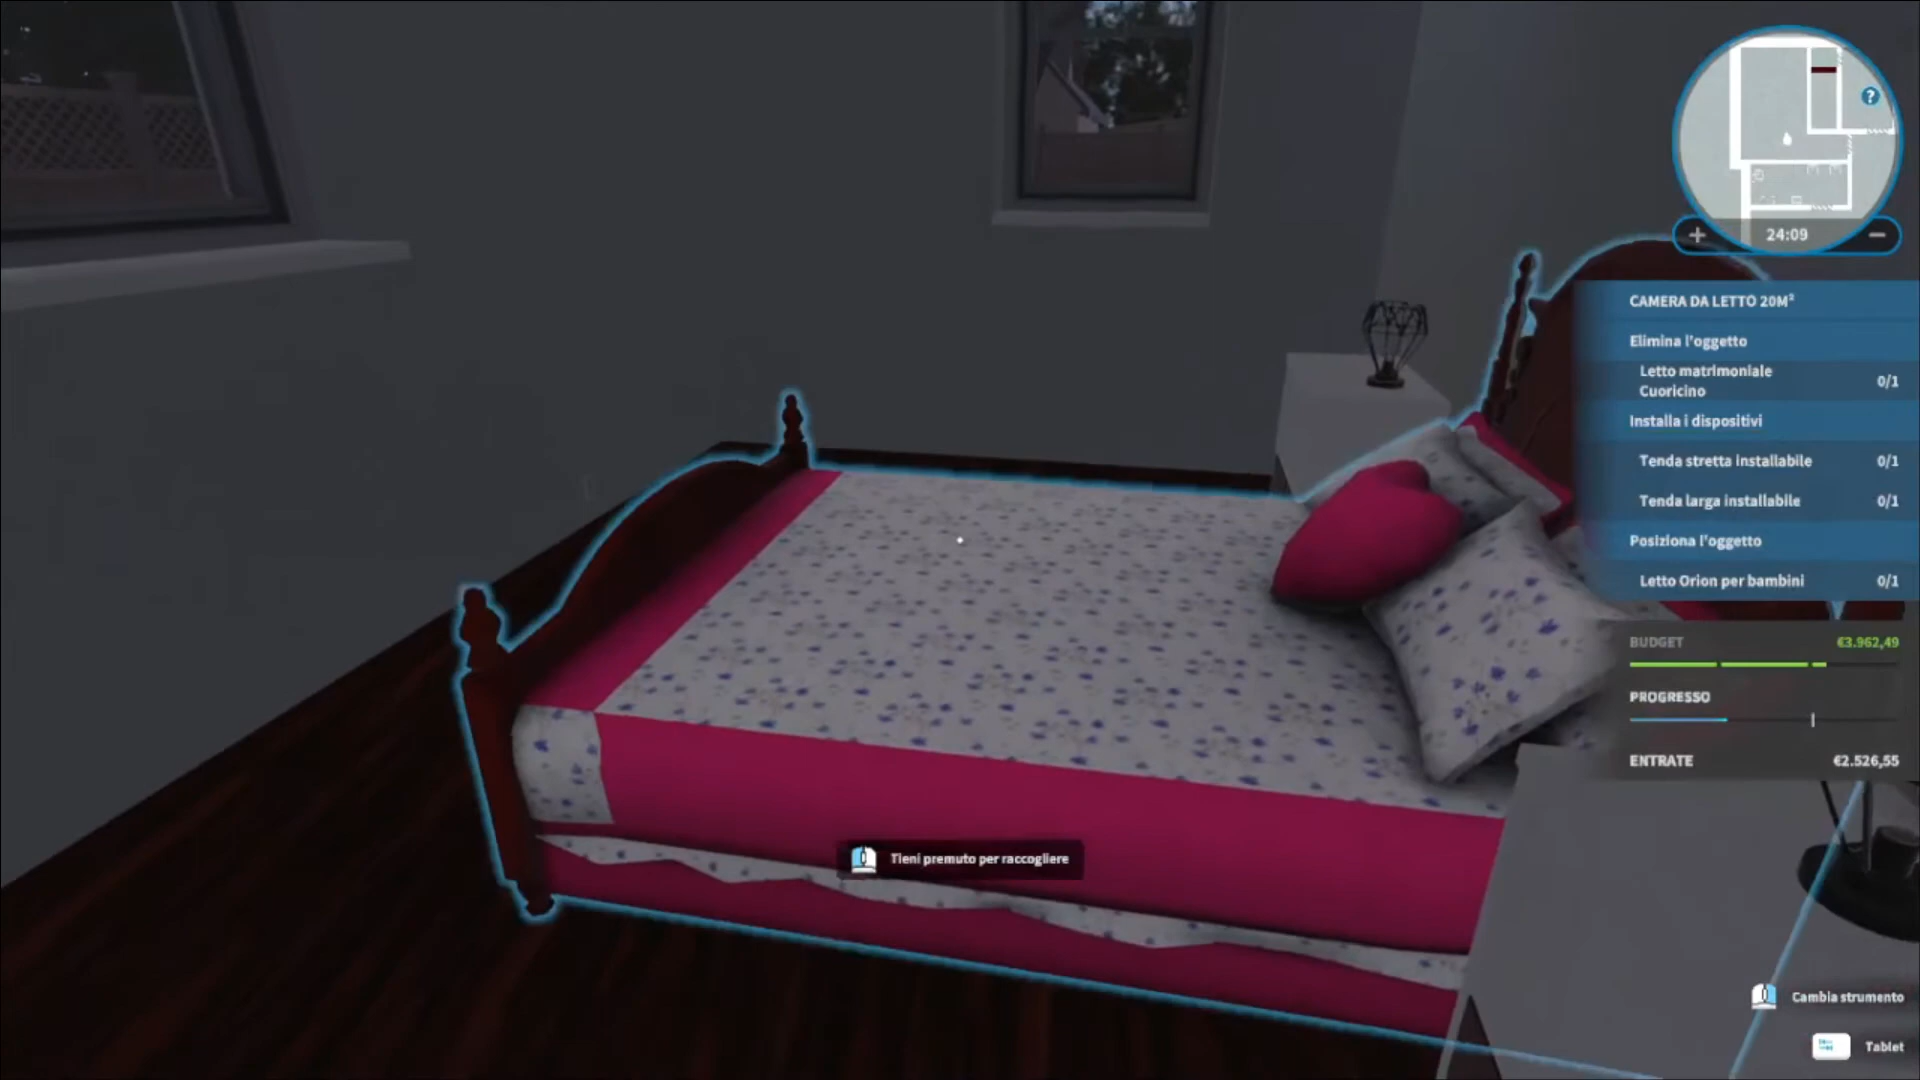 ?
24:09
CAMERA DA LETTO 20M²
Elimina l'oggetto
Letto matrimoniale
Cuoricino 0/1
Installa i dispositivi
Tenda stretta installabile 0/1
Tenda larga installabile 0/1
Posiziona l'oggetto
Letto Orion per bambini 0/1
BUDGET €3.962,49
PROGRESSO
ENTRATE €2.526,55
Tieni premuto per raccogliere
Cambia strumento
Tablet